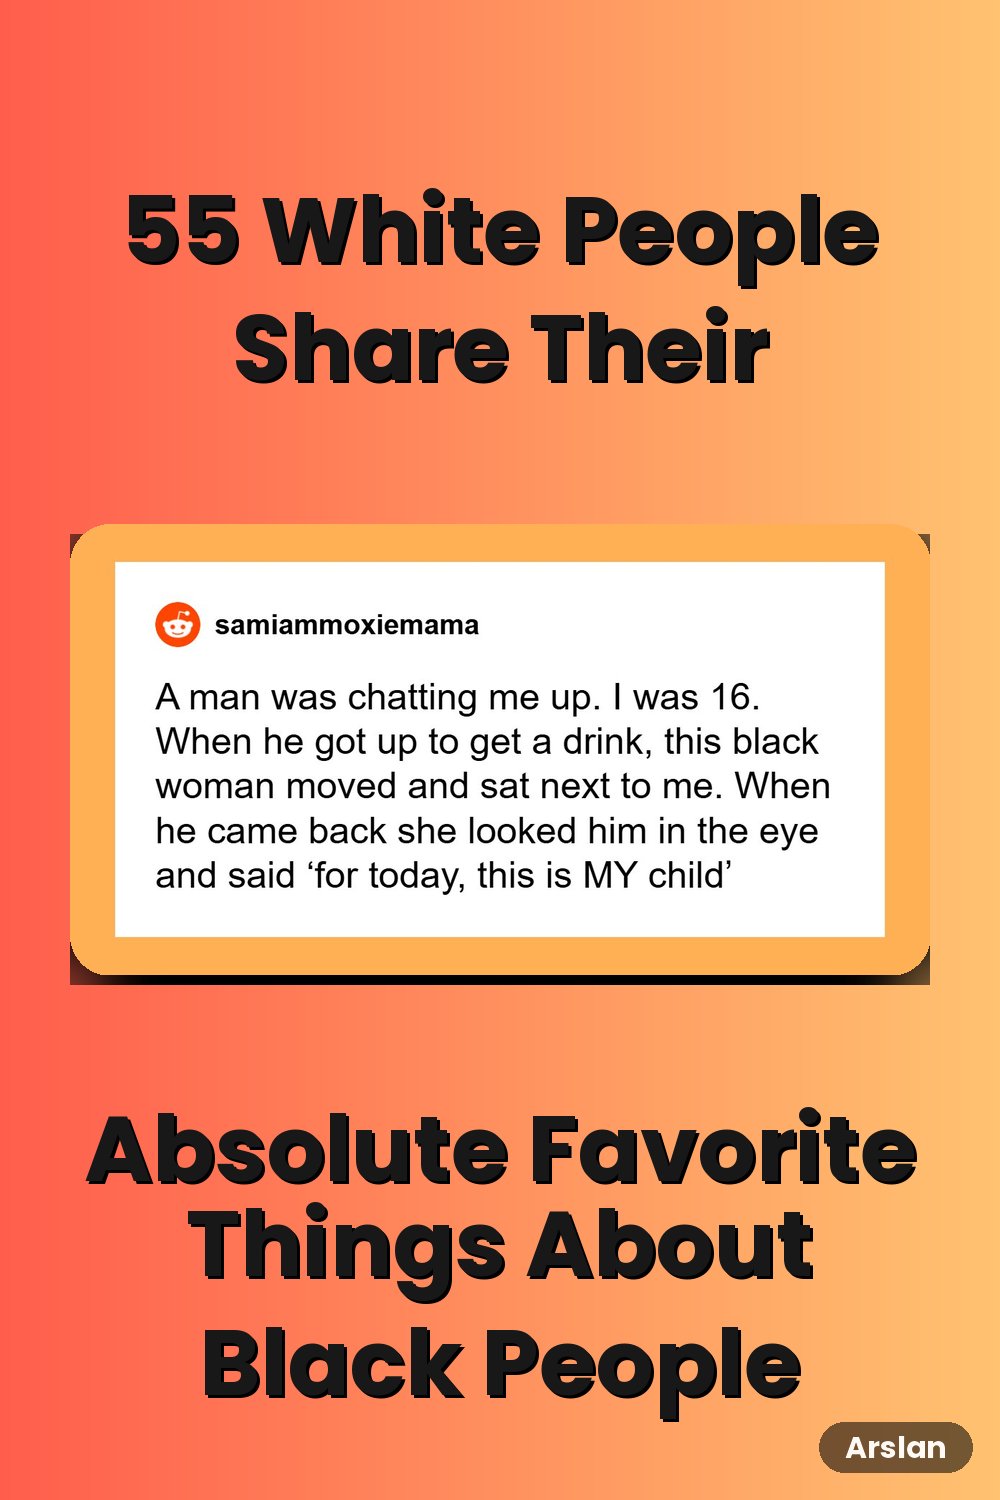 55 White People
Share Their
samiammoxiemama
A man was chatting me up. I was 16.
When he got up to get a drink, this black
woman moved and sat next to me. When
he came back she looked him in the eye
and said ‘for today, this is MY child’
Absolute Favorite
Things About
Black People
Arslan